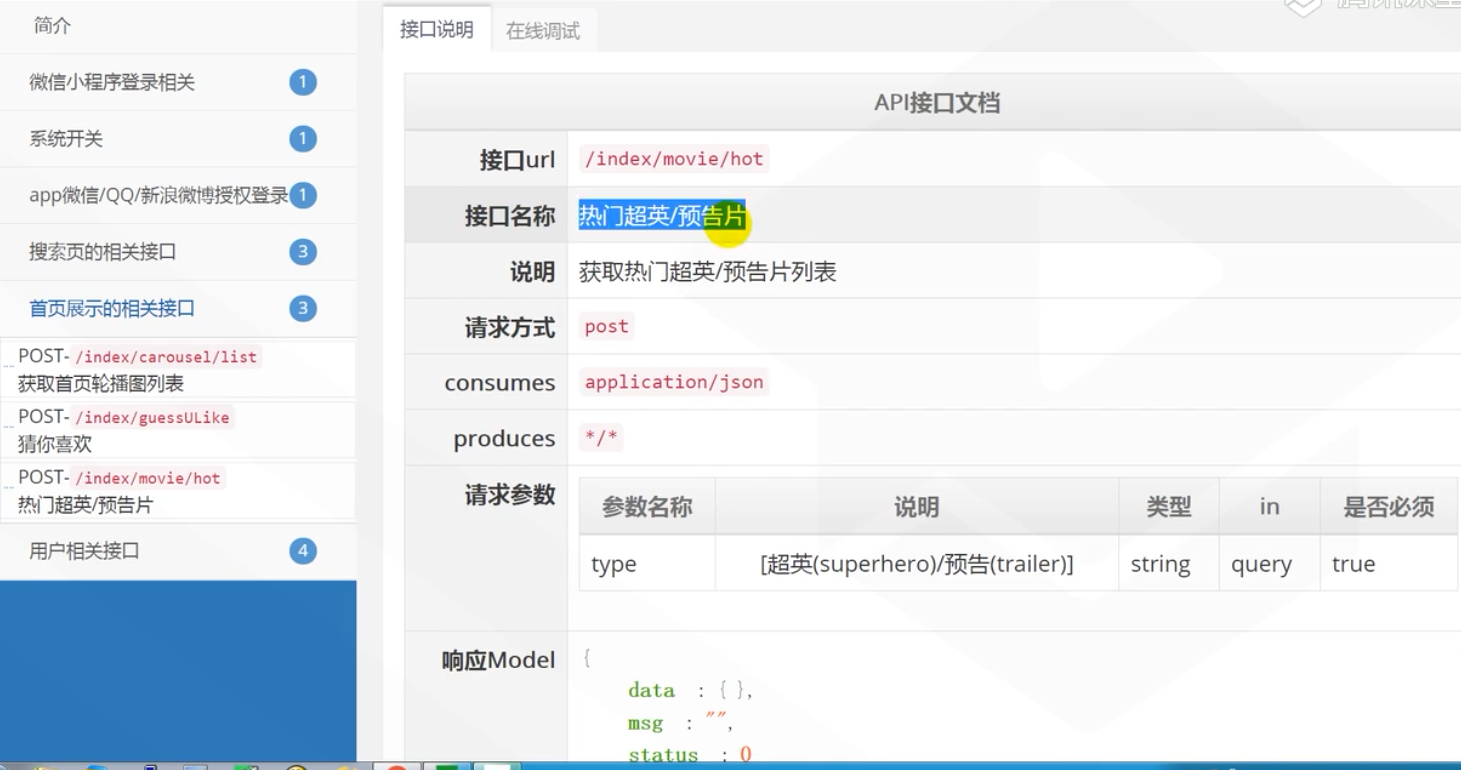 简介
微信小程序登录相关 1
系统开关 1
app微信/QQ/新浪微博授权登录 1
搜索页的相关接口 3
首页展示的相关接口 3
POST-/index/carousel/list
获取首页轮播图列表
POST-/index/guessULike
猜你喜欢
POST-/index/movie/hot
热门超英/预告片
用户相关接口 4
接口说明 在线调试
API接口文档
接口url /index/movie/hot
接口名称 热门超英/预告片
说明 获取热门超英/预告片列表
请求方式 post
consumes application/json
produces */*
请求参数 参数名称 说明 类型 in 是否必须
type [超英(superhero)/预告(trailer)] string query true
响应Model {
data : { },
msg : "",
status : 0